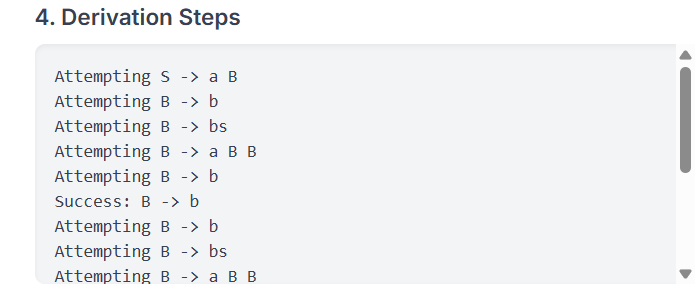 4. Derivation Steps
Attempting S -> a B
Attempting B -> b
Attempting B -> bs
Attempting B -> a B B
Attempting B -> b
Success: B -> b
Attempting B -> b
Attempting B -> bs
Attempting B -> a B B